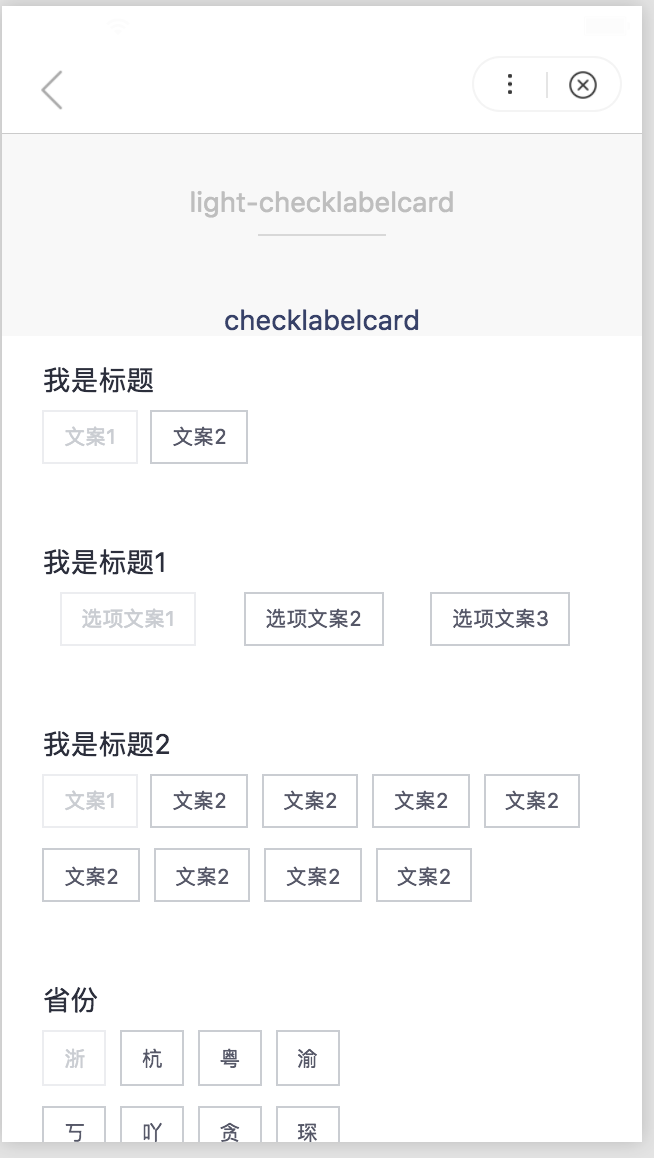 light-checklabelcard
checklabelcard
我是标题
文案1 文案2
我是标题1
选项文案1 选项文案2 选项文案3
我是标题2
文案1 文案2 文案2 文案2 文案2
文案2 文案2 文案2 文案2
省份
浙 杭 粤 渝
丂 吖 贪 琛